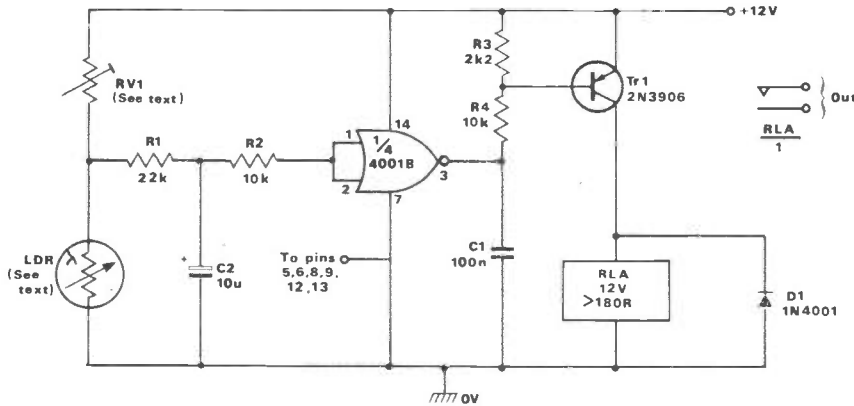 +12V
RV1
(See text)
R3
2k2
Tr1
2N3906
R4
10k
Out
RLA
1
R1
22k
R2
10k
1
2
14
1/4
4001B
3
7
LDR
(See
text)
+
C2
10u
To pins
5,6,8,9,
12,13
C1
100n
RLA
12V
>180R
D1
1N4001
0V